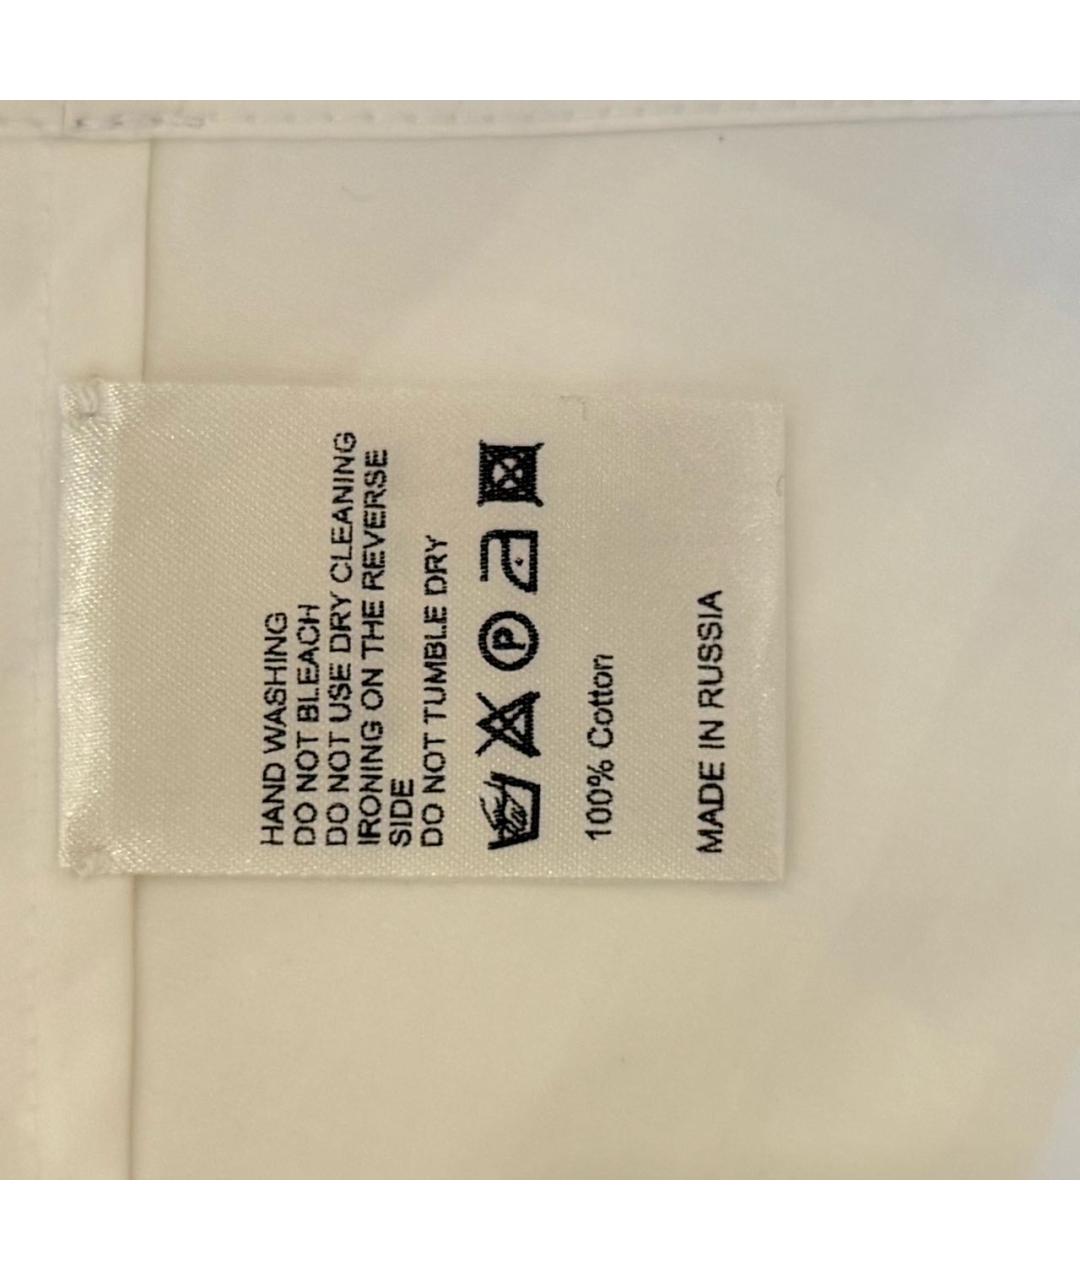 HAND WASHING
DO NOT BLEACH
DO NOT USE DRY CLEANING
IRONING ON THE REVERSE
SIDE
DO NOT TUMBLE DRY
P
100% Cotton
MADE IN RUSSIA